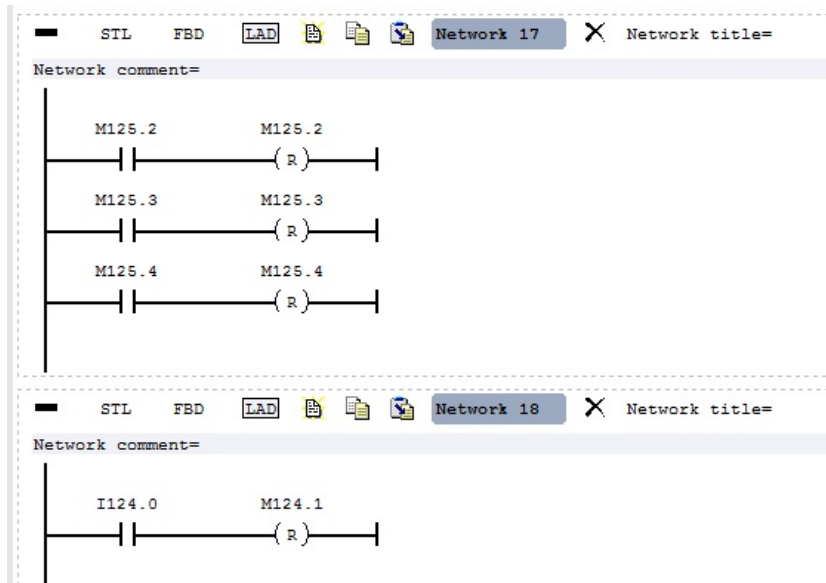 STL FBD LAD Network 17 Network title=
Network comment=
M125.2 M125.2
( R )
M125.3 M125.3
( R )
M125.4 M125.4
( R )
STL FBD LAD Network 18 Network title=
Network comment=
I124.0 M124.1
( R )